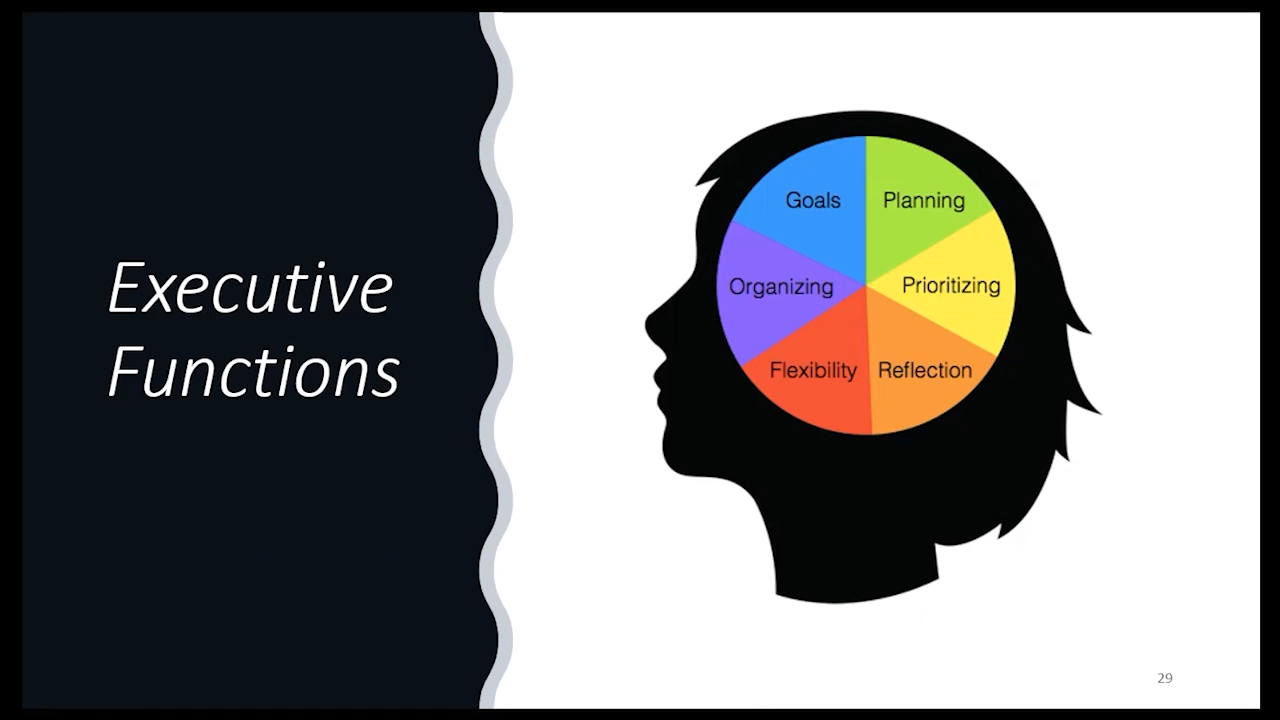 Executive
Functions
Goals
Planning
Organizing
Prioritizing
Flexibility
Reflection
29